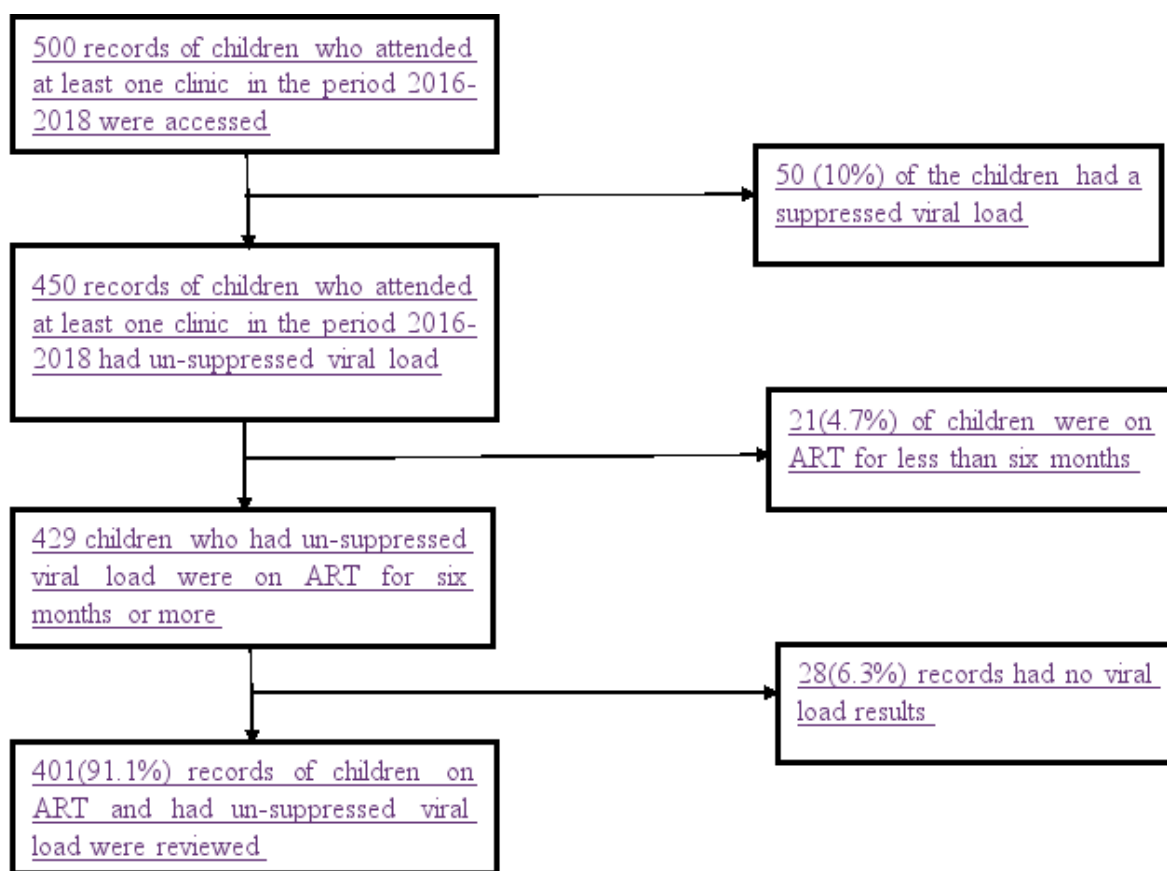 500 records of children who attended
at least one clinic in the period 2016-
2018 were accessed
50 (10%) of the children had a
suppressed viral load
450 records of children who attended
at least one clinic in the period 2016-
2018 had un-suppressed viral load
21(4.7%) of children were on
ART for less than six months
429 children who had un-suppressed
viral load were on ART for six
months or more
28(6.3%) records had no viral
load results
401(91.1%) records of children on
ART and had un-suppressed viral
load were reviewed